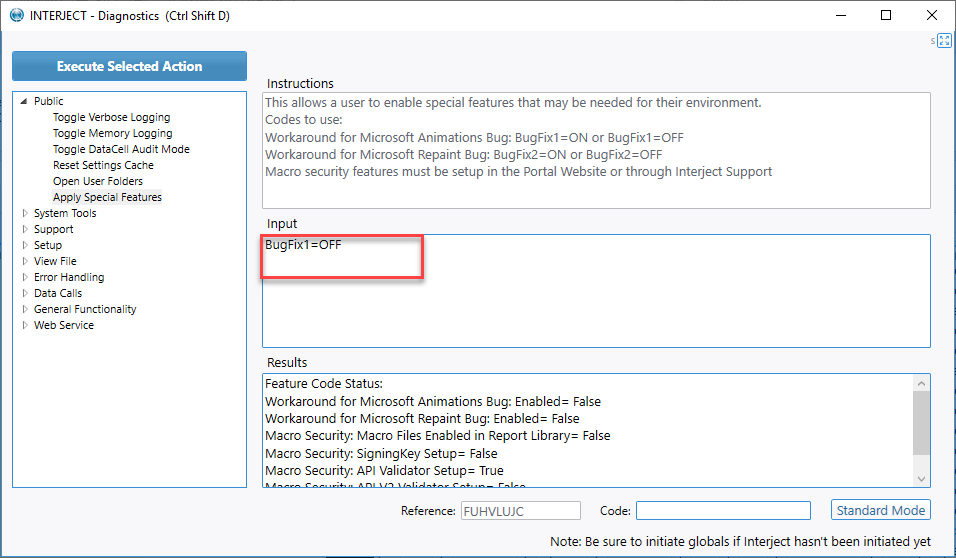 INTERJECT - Diagnostics (Ctrl Shift D)
s
Execute Selected Action
Public
Toggle Verbose Logging
Toggle Memory Logging
Toggle DataCell Audit Mode
Reset Settings Cache
Open User Folders
Apply Special Features
System Tools
Support
Setup
View File
Error Handling
Data Calls
General Functionality
Web Service
Instructions
This allows a user to enable special features that may be needed for their environment.
Codes to use:
Workaround for Microsoft Animations Bug: BugFix1=ON or BugFix1=OFF
Workaround for Microsoft Repaint Bug: BugFix2=ON or BugFix2=OFF
Macro security features must be setup in the Portal Website or through Interject Support
Input
BugFix1=OFF
Results
Feature Code Status:
Workaround for Microsoft Animations Bug: Enabled= False
Workaround for Microsoft Repaint Bug: Enabled= False
Macro Security: Macro Files Enabled in Report Library= False
Macro Security: SigningKey Setup= False
Macro Security: API Validator Setup= True
Macro Security: API V2 Validator Setup= False
Reference: FUHVLUJC Code: Standard Mode
Note: Be sure to initiate globals if Interject hasn't been initiated yet